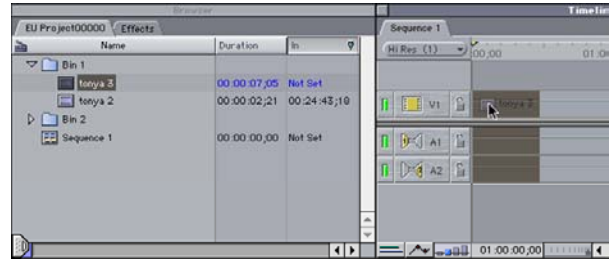 Browser
EU Project00000 Effects
Name Duration In
Bin 1
tonya 3 00:00:07;05 Not Set
tonya 2 00:00:02;21 00:24:43;18
Bin 2
Sequence 1 00:00:00;00 Not Set
Timelin
Sequence 1
Hi Res (1) 00;00 01:0
V1 tonya 3
A1
A2
01:00:00;00